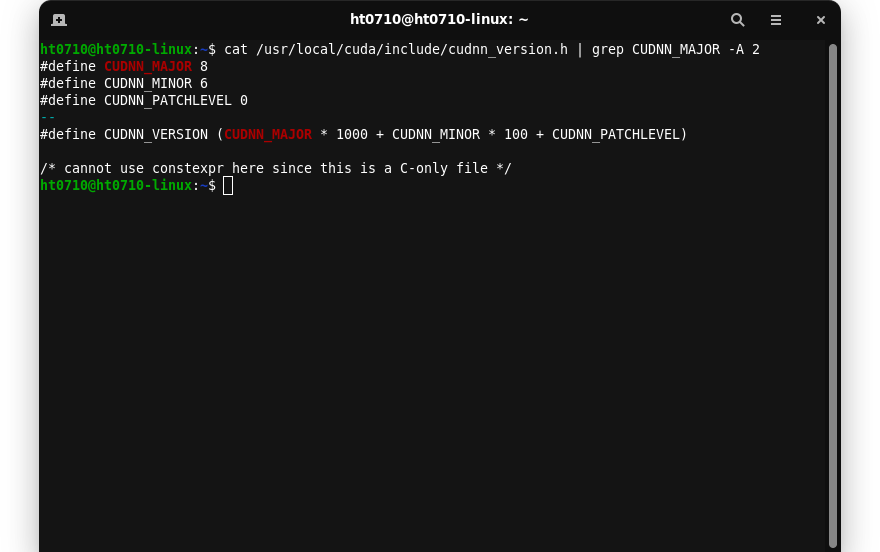 ht0710@ht0710-linux: ~
ht0710@ht0710-linux:~$ cat /usr/local/cuda/include/cudnn_version.h | grep CUDNN_MAJOR -A 2
#define CUDNN_MAJOR 8
#define CUDNN_MINOR 6
#define CUDNN_PATCHLEVEL 0
--
#define CUDNN_VERSION (CUDNN_MAJOR * 1000 + CUDNN_MINOR * 100 + CUDNN_PATCHLEVEL)
/* cannot use constexpr here since this is a C-only file */
ht0710@ht0710-linux:~$